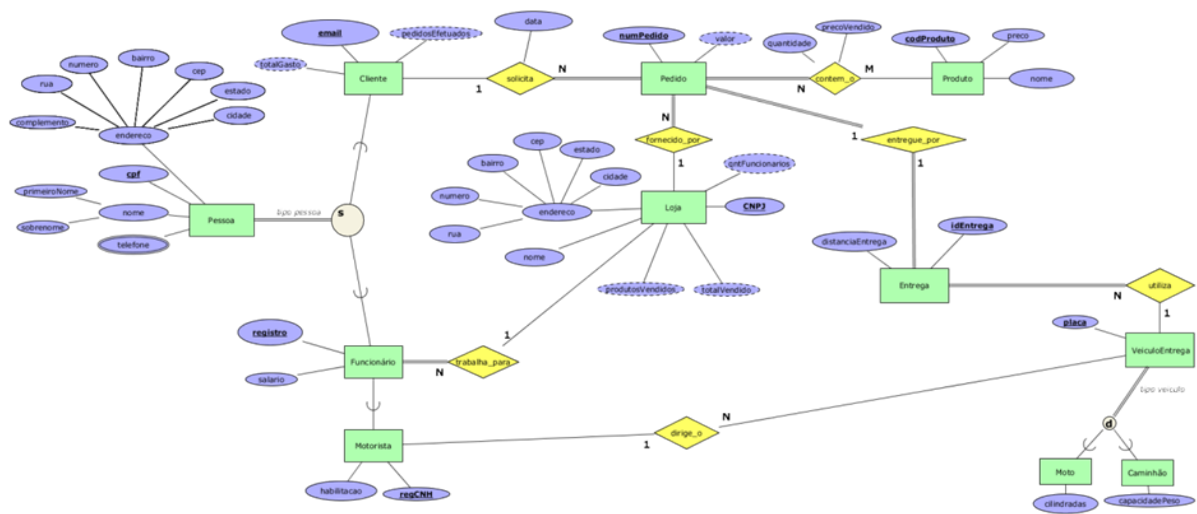 data
email
pedidosEfetuados
totalGasto
Cliente
1
solicita
N
numPedido
valor
Pedido
quantidade
precoVendido
contem_o
N
M
codProduto
preco
Produto
nome
rua
numero
bairro
cep
estado
cidade
complemento
endereco
cpf
primeiroNome
nome
sobrenome
telefone
Pessoa
tipo pessoa
s
N
fornecido_por
1
1
entregue_por
1
bairro
cep
estado
cidade
numero
endereco
rua
nome
qntFuncionarios
Loja
CNPJ
produtosVendidos
totalVendido
distanciaEntrega
idEntrega
Entrega
N
utiliza
1
placa
VeiculoEntrega
tipo veiculo
d
Moto
Caminhão
cilindradas
capacidadePeso
registro
salario
Funcionário
N
trabalha_para
1
Motorista
habilitacao
regCNH
1
dirige_o
N